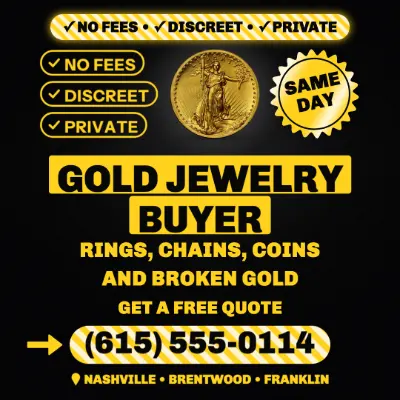 ✓NO FEES • ✓DISCREET • ✓PRIVATE
✓ NO FEES
✓ DISCREET
✓ PRIVATE
SAME
DAY
GOLD JEWELRY
BUYER
RINGS, CHAINS, COINS
AND BROKEN GOLD
GET A FREE QUOTE
(615) 555-0114
NASHVILLE • BRENTWOOD • FRANKLIN